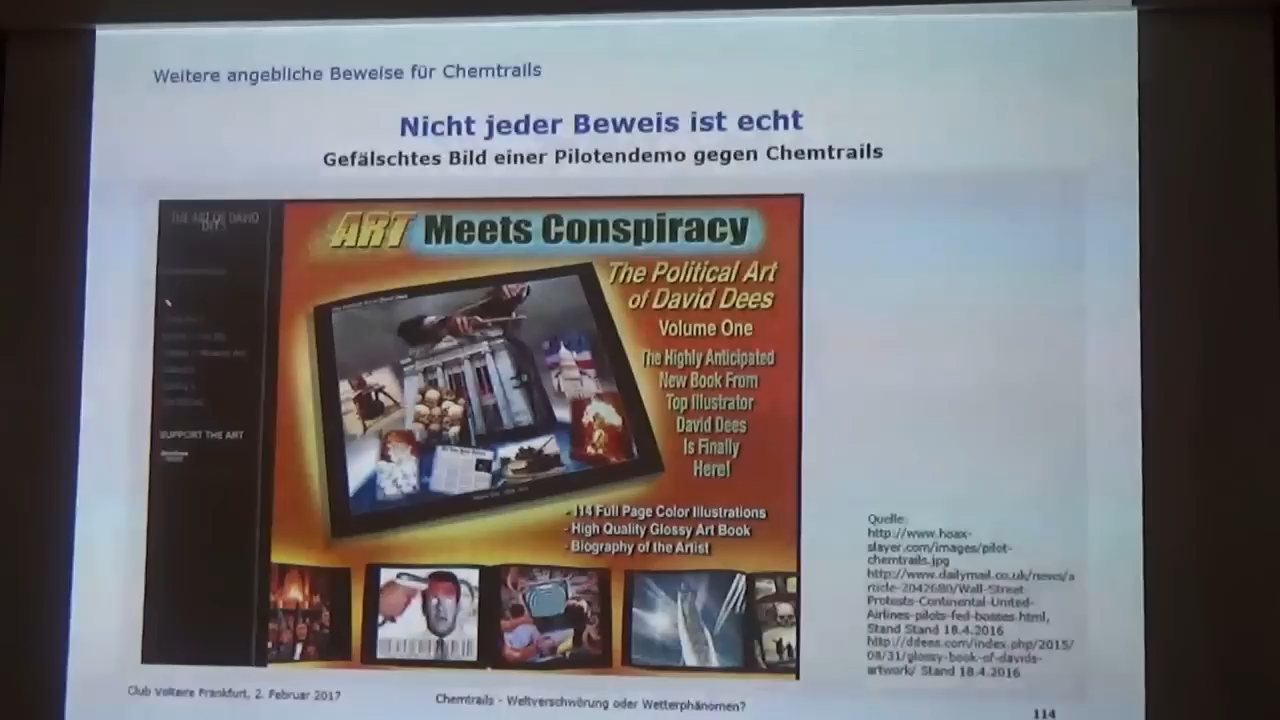 Weitere angebliche Beweise für Chemtrails
Nicht jeder Beweis ist echt
Gefälschtes Bild einer Pilotendemo gegen Chemtrails
THE ART OF DAVID
DEES
SUPPORT THE ART
ART Meets Conspiracy
The Political Art
of David Dees
Volume One
The Highly Anticipated
New Book From
Top Illustrator
David Dees
Is Finally
Here!
- 114 Full Page Color Illustrations
- High Quality Glossy Art Book
- Biography of the Artist
Quelle:
http://www.hoax-
slayer.com/images/pilot-
chemtrails.jpg
http://www.dailymail.co.uk/news/a
rticle-2042680/Wall-Street-
Protests-Continental-United-
Airlines-pilots-fed-bosses.html,
Stand Stand 18.4.2016
http://ddees.com/index.php/2015/
08/31/glossy-book-of-davids-
artwork/ Stand 18.4.2016
Club Voltaire Frankfurt, 2. Februar 2017
Chemtrails - Weltverschwörung oder Wetterphänomen?
114